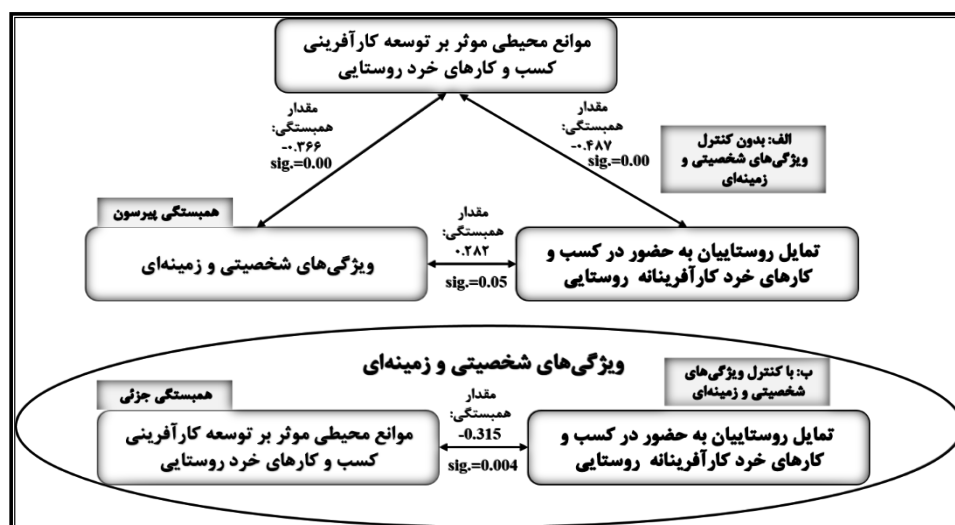 موانع محیطی موثر بر توسعه کارآفرینی
کسب و کارهای خرد روستایی
مقدار
همبستگی:
-۰.۴۸۷
sig.=0.00
مقدار
همبستگی:
-۰.۳۶۶
sig.=0.00
الف: بدون کنترل
ویژگی‌های شخصیتی و
زمینه‌ای
همبستگی پیرسون
تمایل روستاییان به حضور در کسب و
کارهای خرد کارآفرینانه روستایی
مقدار
همبستگی:
۰.۲۸۲
sig.=0.05
ویژگی‌های شخصیتی و زمینه‌ای
ویژگی‌های شخصیتی و زمینه‌ای
ب: با کنترل ویژگی‌های
شخصیتی و زمینه‌ای
همبستگی جزئی
تمایل روستاییان به حضور در کسب و
کارهای خرد کارآفرینانه روستایی
مقدار
همبستگی:
-0.315
sig.=0.004
موانع محیطی موثر بر توسعه کارآفرینی
کسب و کارهای خرد روستایی